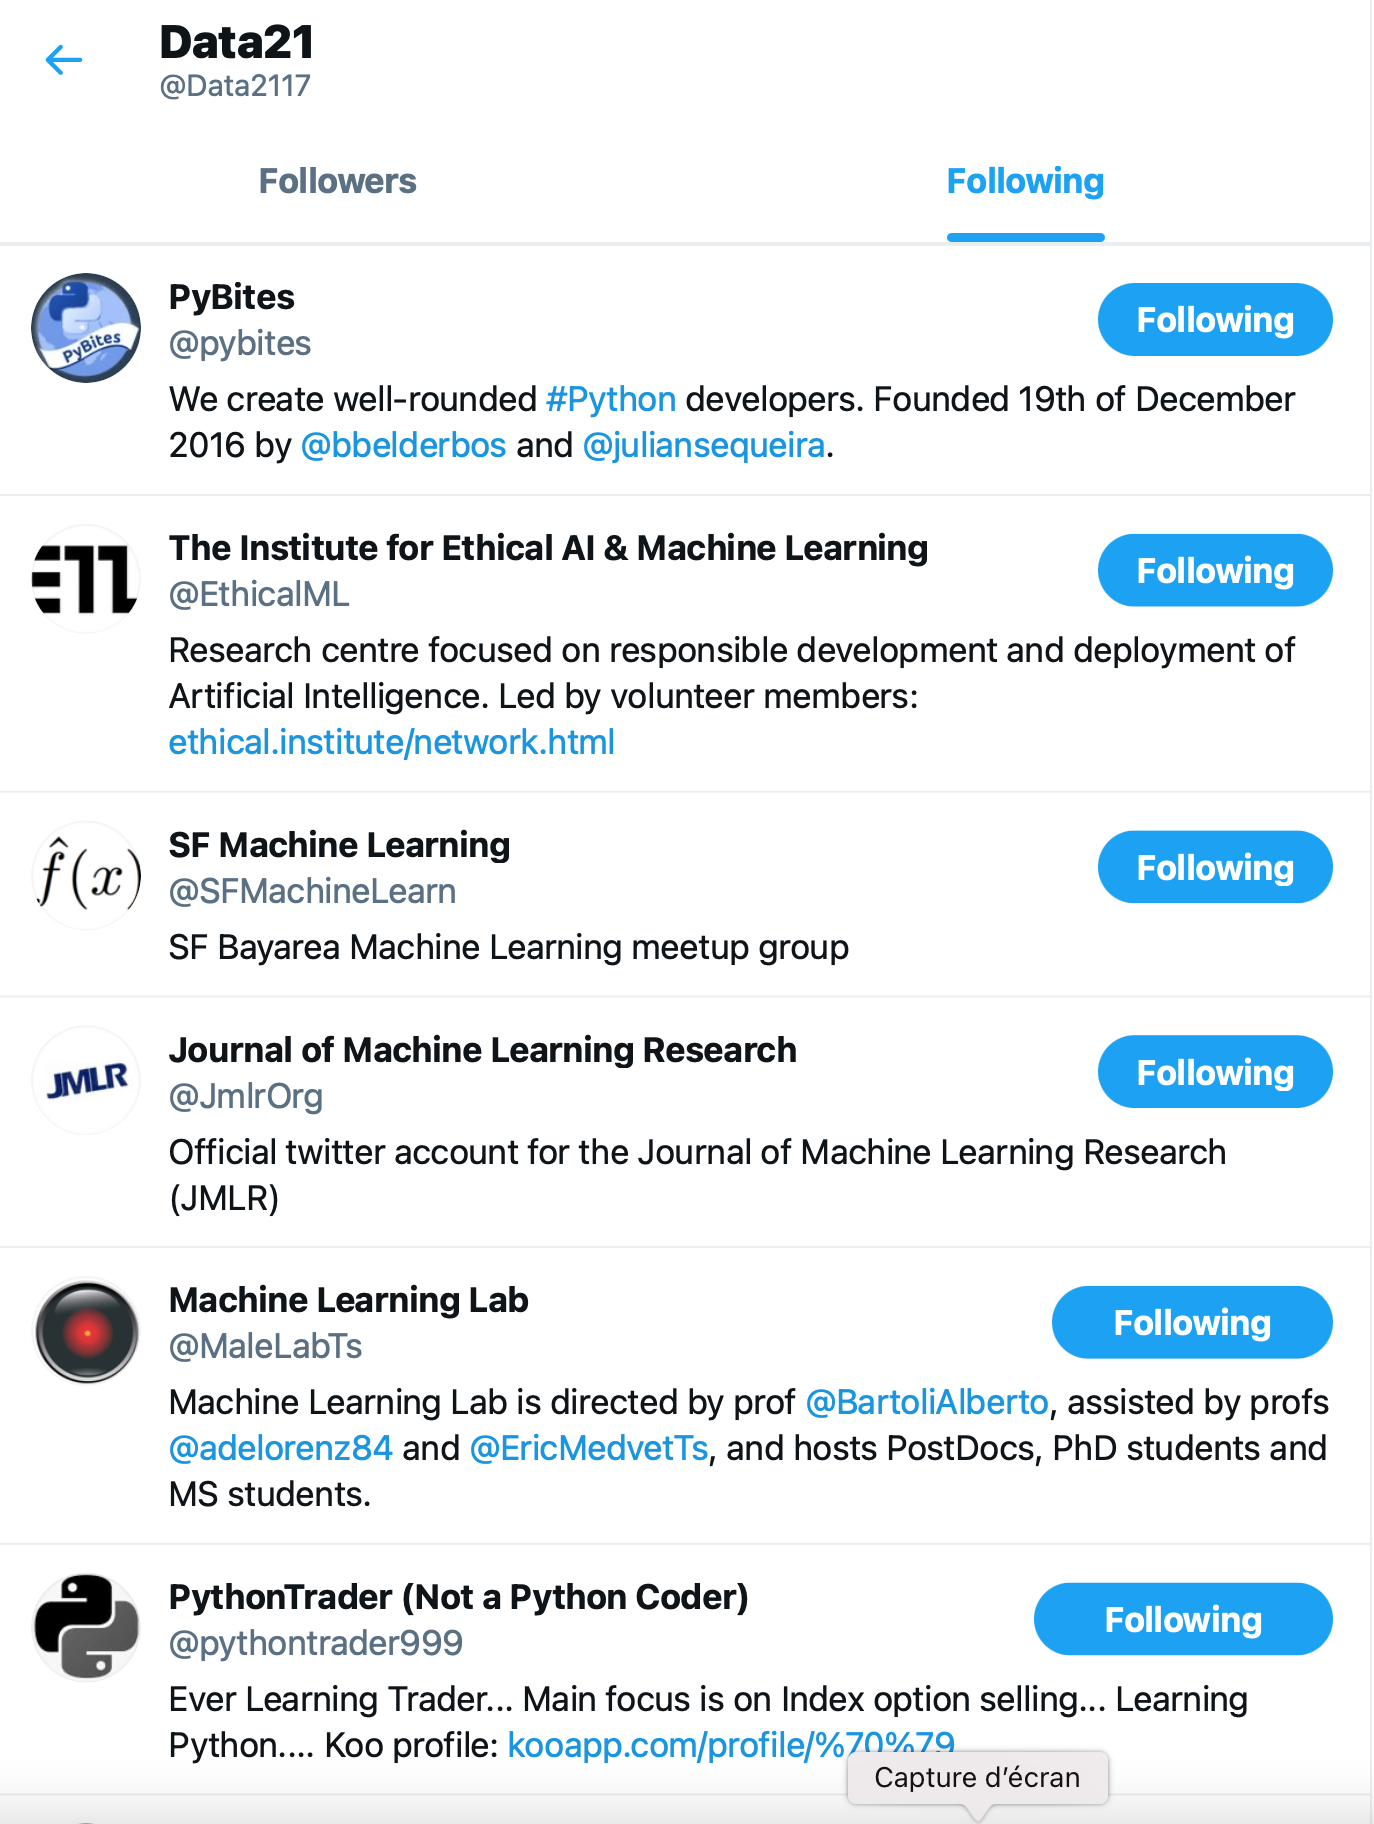 Data21
@Data2117
Followers
Following
PyBites
PyBites
@pybites
Following
We create well-rounded #Python developers. Founded 19th of December
2016 by @bbelderbos and @juliansequeira.
The Institute for Ethical AI & Machine Learning
@EthicalML
Following
Research centre focused on responsible development and deployment of
Artificial Intelligence. Led by volunteer members:
ethical.institute/network.html
f̂(x)
SF Machine Learning
@SFMachineLearn
Following
SF Bayarea Machine Learning meetup group
JMLR
Journal of Machine Learning Research
@JmlrOrg
Following
Official twitter account for the Journal of Machine Learning Research
(JMLR)
Machine Learning Lab
@MaleLabTs
Following
Machine Learning Lab is directed by prof @BartoliAlberto, assisted by profs
@adelorenz84 and @EricMedvetTs, and hosts PostDocs, PhD students and
MS students.
PythonTrader (Not a Python Coder)
@pythontrader999
Following
Ever Learning Trader... Main focus is on Index option selling... Learning
Python.... Koo profile: kooapp.com/profile/%70%79
Capture d'écran